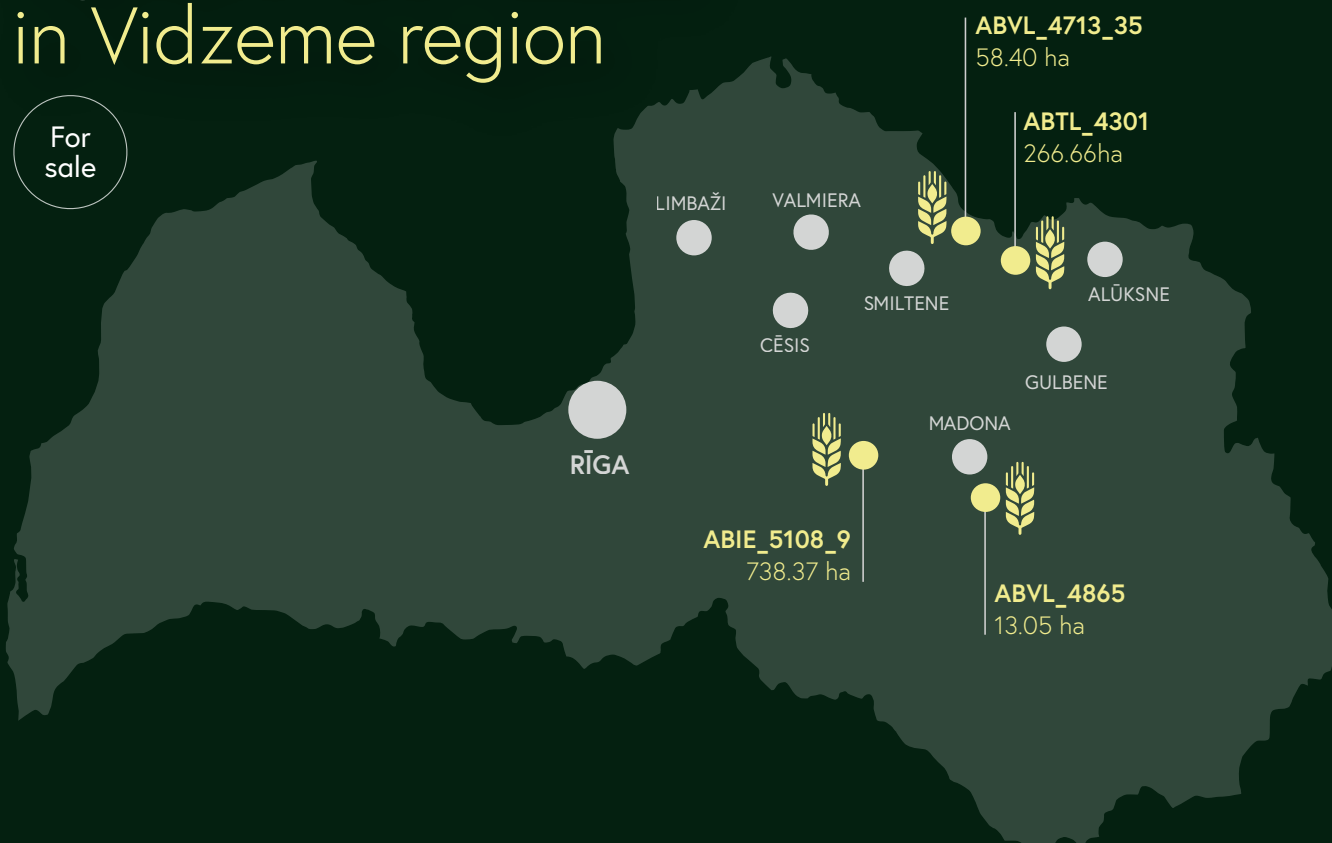 in Vidzeme region
For
sale
ABVL_4713_35
58.40 ha
ABTL_4301
266.66ha
LIMBAŽI
VALMIERA
SMILTENE
ALŪKSNE
CĒSIS
GULBENE
RĪGA
MADONA
ABIE_5108_9
738.37 ha
ABVL_4865
13.05 ha